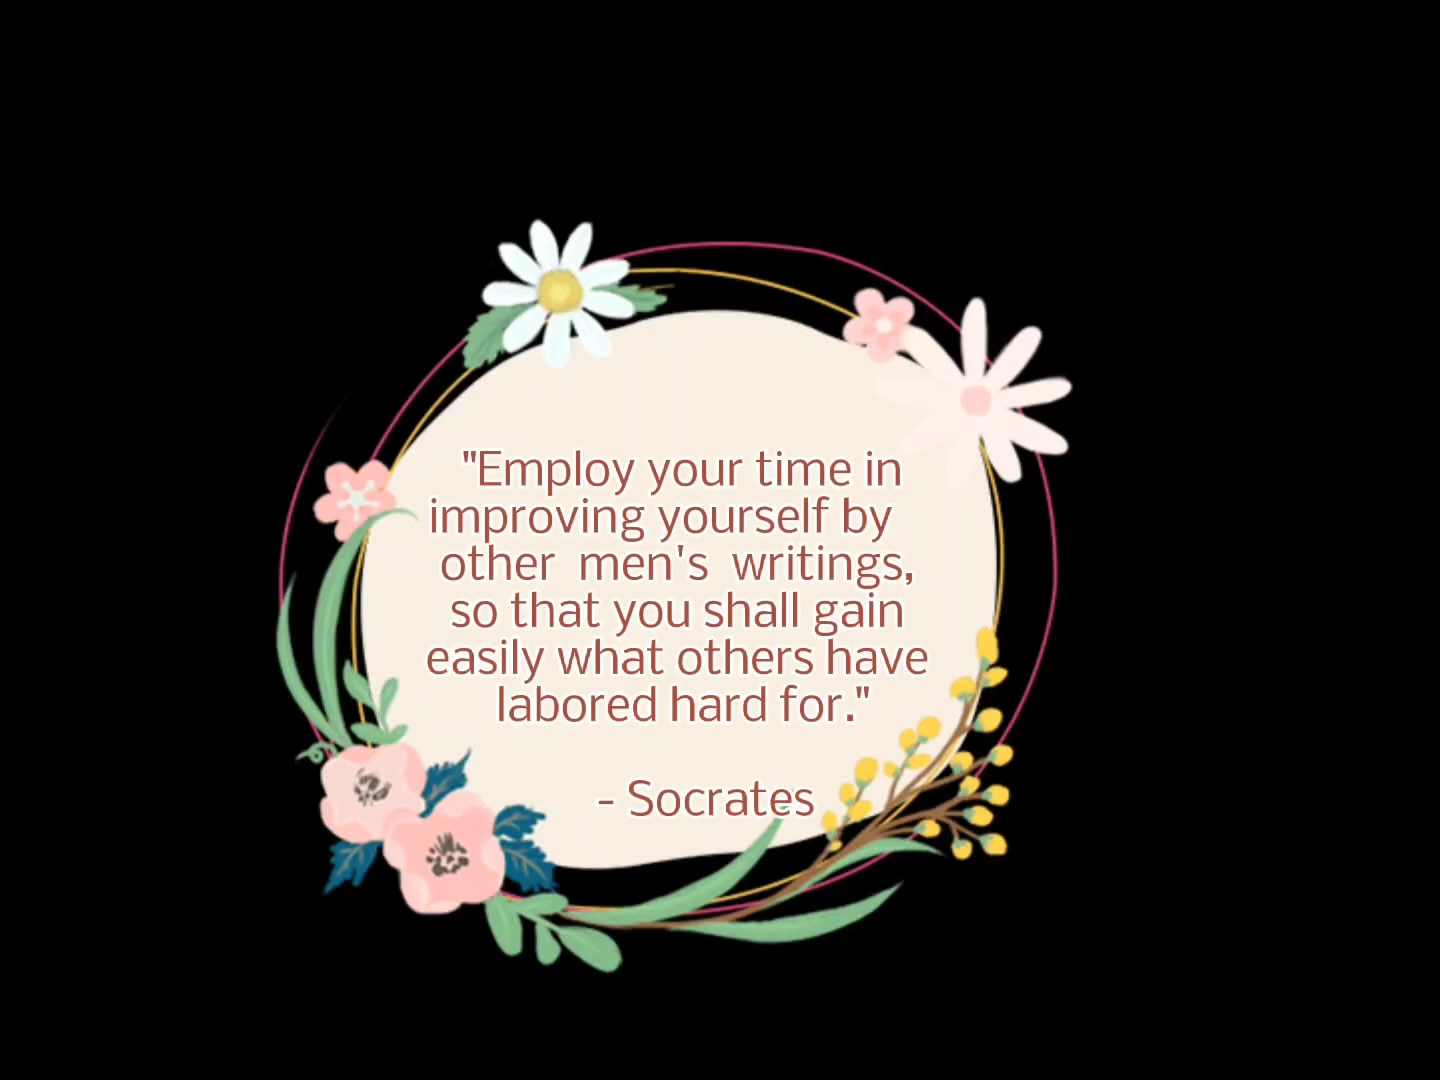 "Employ your time in
improving yourself by
other men's writings,
so that you shall gain
easily what others have
labored hard for."
- Socrates